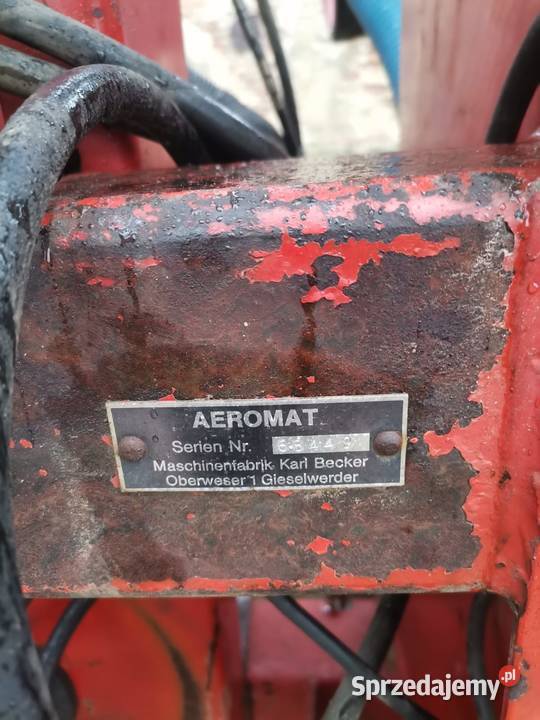 AEROMAT
Serien Nr.
Maschinenfabrik Karl Becker
Oberweser 1 Gieselwerder
Sprzedajemy.pl